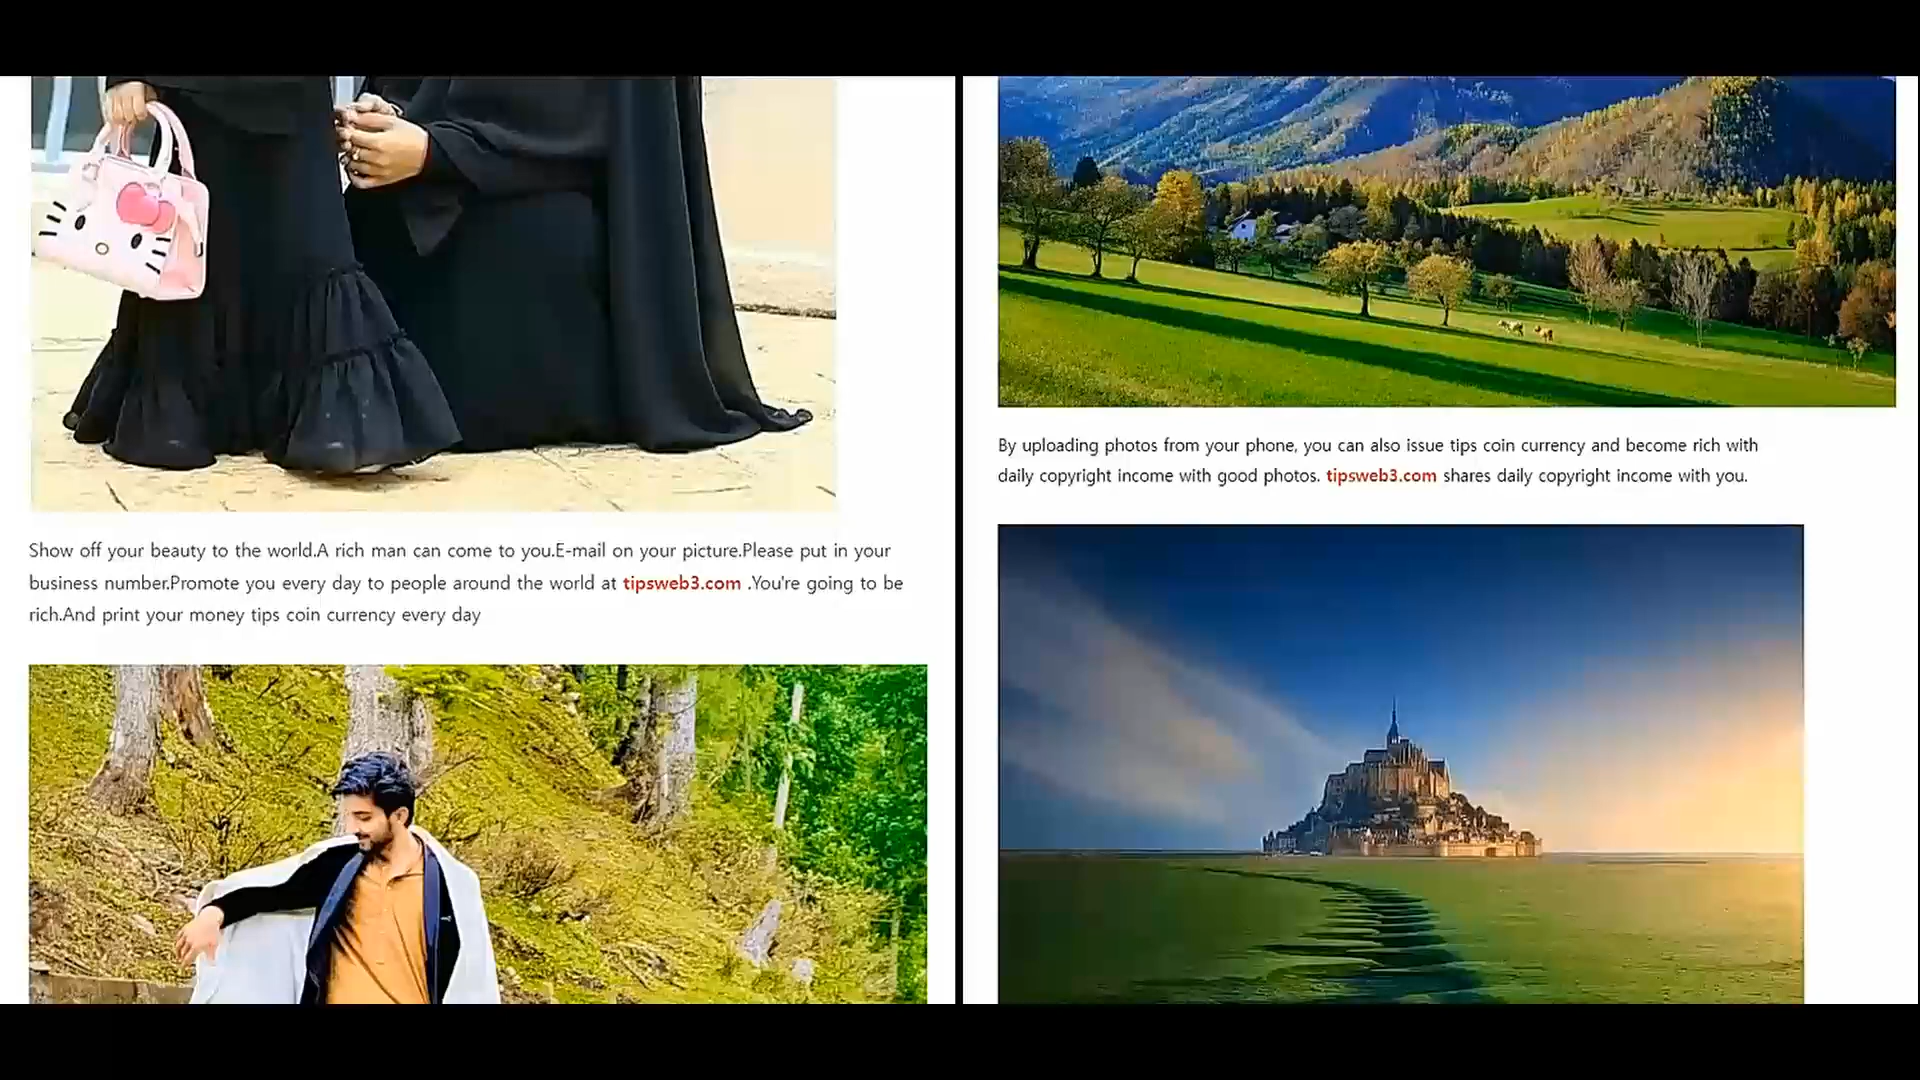 Show off your beauty to the world.A rich man can come to you.E-mail on your picture.Please put in your
business number.Promote you every day to people around the world at tipsweb3.com .You're going to be
rich.And print your money tips coin currency every day
By uploading photos from your phone, you can also issue tips coin currency and become rich with
daily copyright income with good photos. tipsweb3.com shares daily copyright income with you.